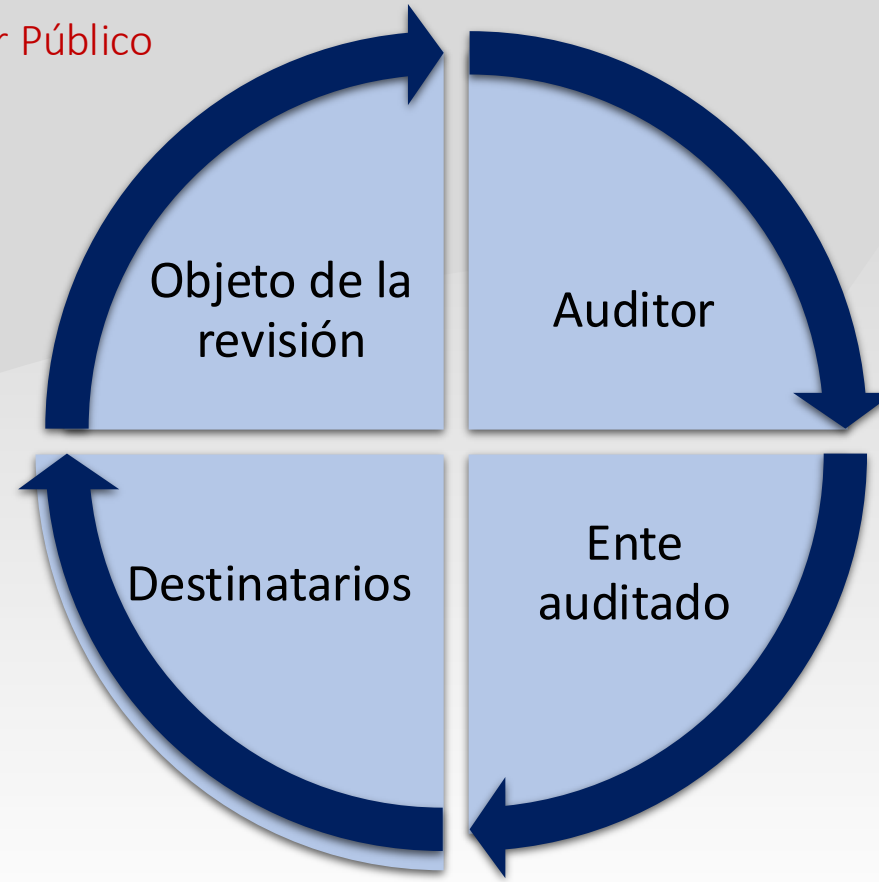 r Público
Objeto de la
revisión
Auditor
Ente
auditado
Destinatarios